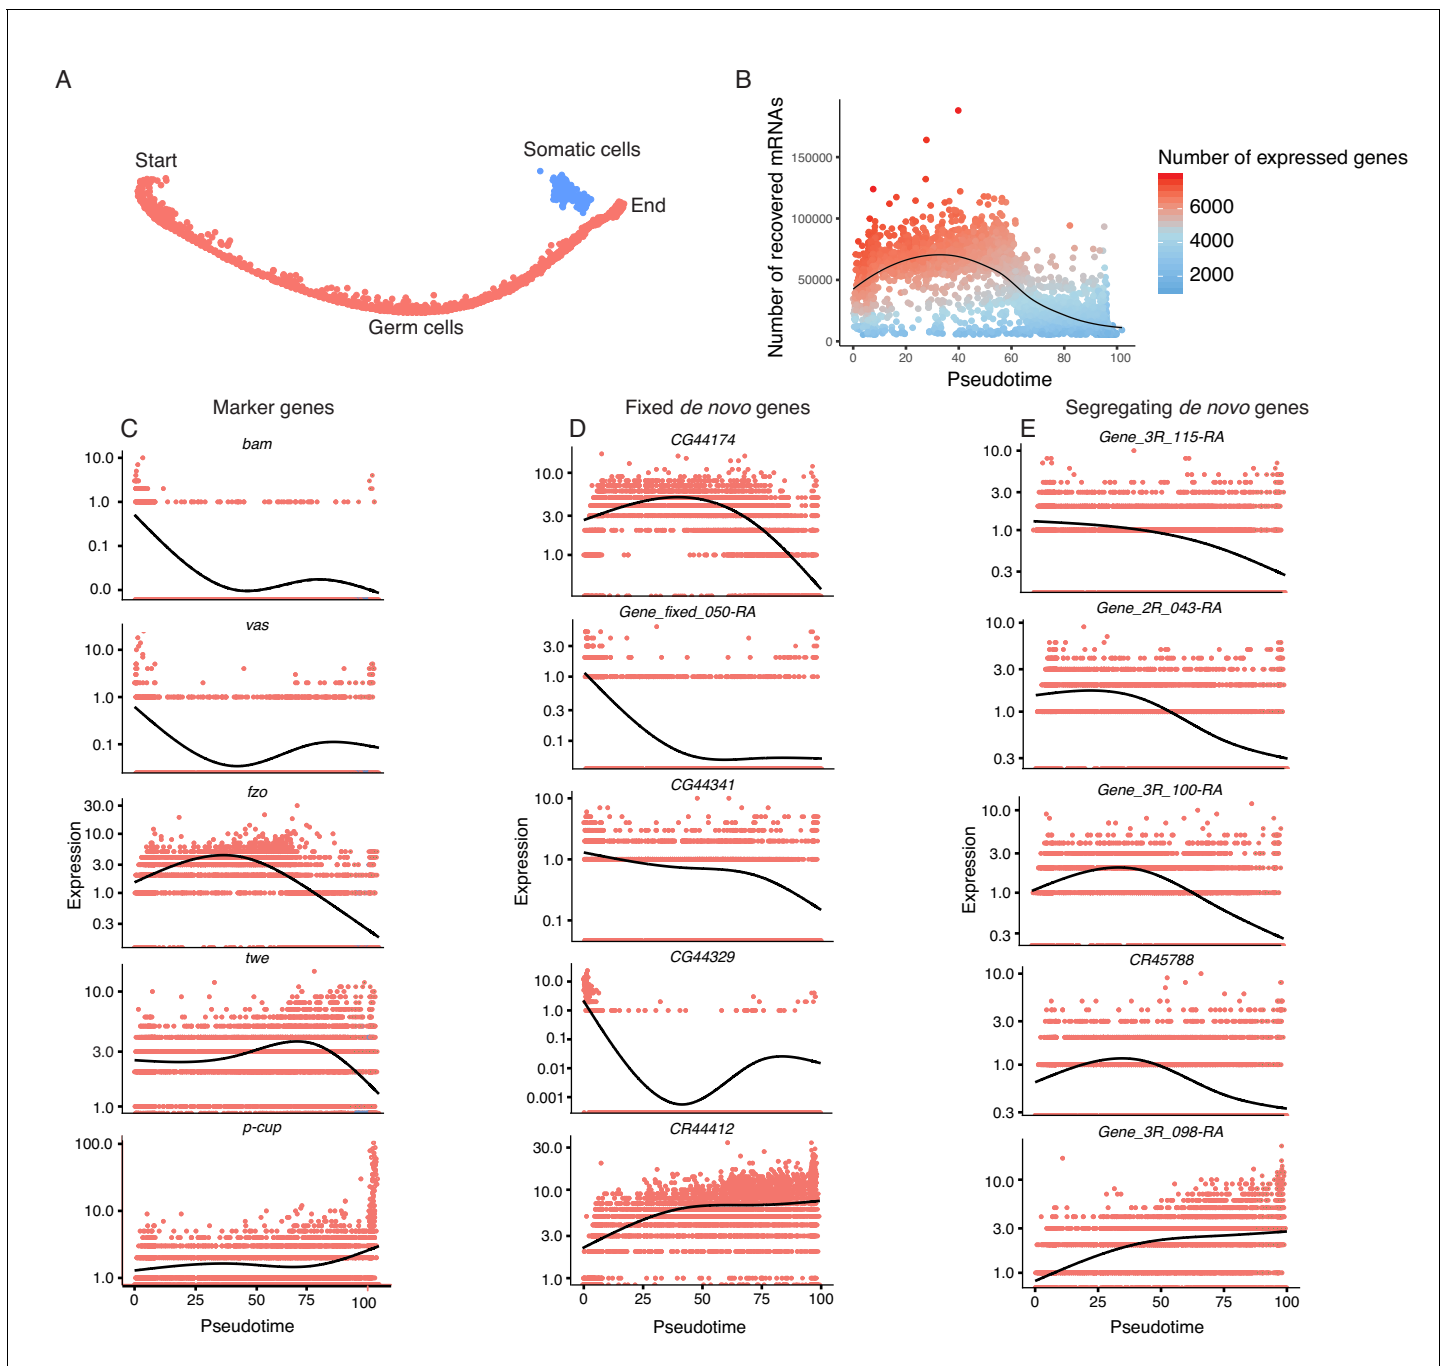 A
Start
Somatic cells
End
Germ cells
B
Number of recovered mRNAs
150000
100000
50000
0
0 20 40 60 80 100
Pseudotime
Number of expressed genes
6000
4000
2000
Marker genes
C
bam
10.0
1.0
0.1
0.0
vas
10.0
1.0
0.1
fzo
30.0
10.0
3.0
1.0
0.3
Expression
twe
10.0
3.0
1.0
p-cup
100.0
10.0
1.0
0 25 50 75 100
Pseudotime
Fixed de novo genes
D
CG44174
10.0
3.0
1.0
Gene_fixed_050-RA
3.0
1.0
0.3
0.1
CG44341
10.0
1.0
0.1
Expression
CG44329
10.0
1.0
0.1
0.01
0.001
CR44412
30.0
10.0
3.0
1.0
0 25 50 75 100
Pseudotime
Segregating de novo genes
E
Gene_3R_115-RA
10.0
3.0
1.0
0.3
Gene_2R_043-RA
10.0
3.0
1.0
0.3
Gene_3R_100-RA
10.0
3.0
1.0
0.3
Expression
CR45788
10.0
3.0
1.0
0.3
Gene_3R_098-RA
10.0
3.0
1.0
0 25 50 75 100
Pseudotime